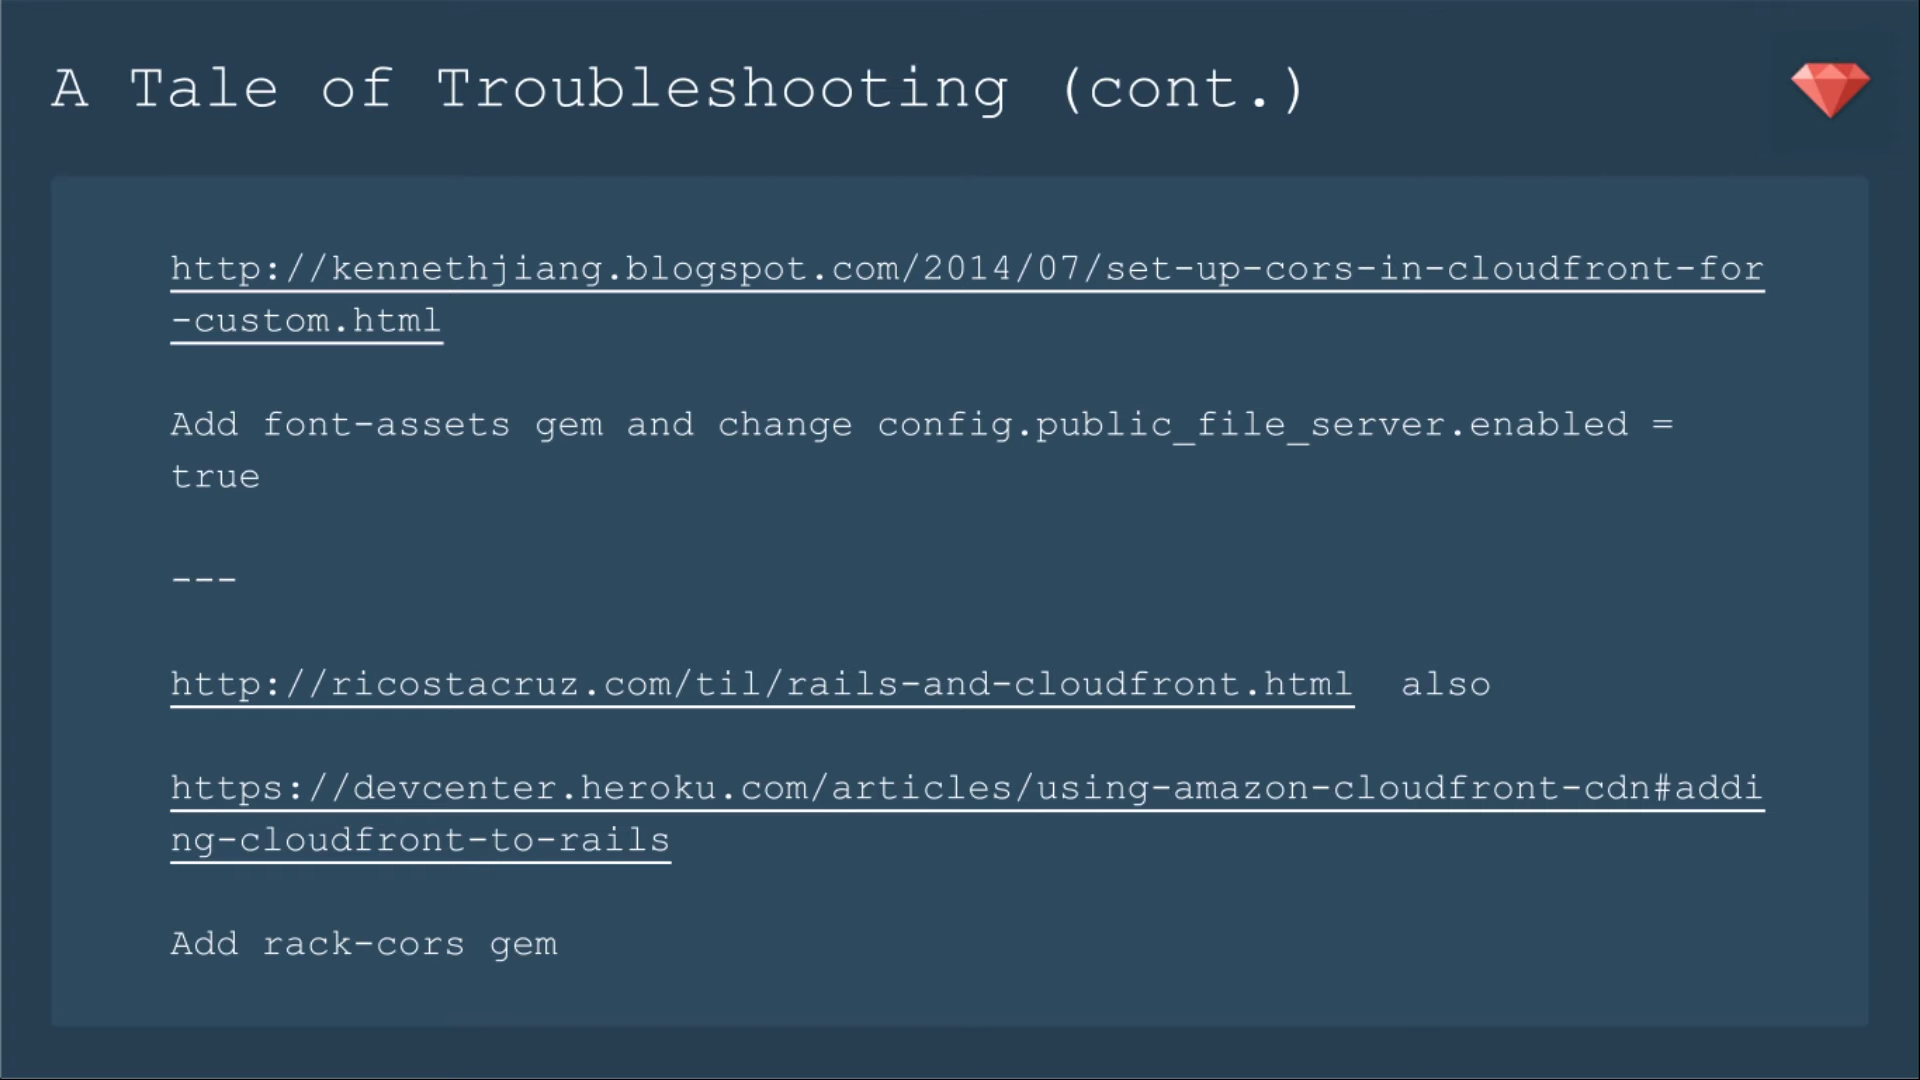 A Tale of Troubleshooting (cont.)
http://kennethjiang.blogspot.com/2014/07/set-up-cors-in-cloudfront-for
-custom.html
Add font-assets gem and change config.public_file_server.enabled =
true
---
http://ricostacruz.com/til/rails-and-cloudfront.html  also
https://devcenter.heroku.com/articles/using-amazon-cloudfront-cdn#addi
ng-cloudfront-to-rails
Add rack-cors gem